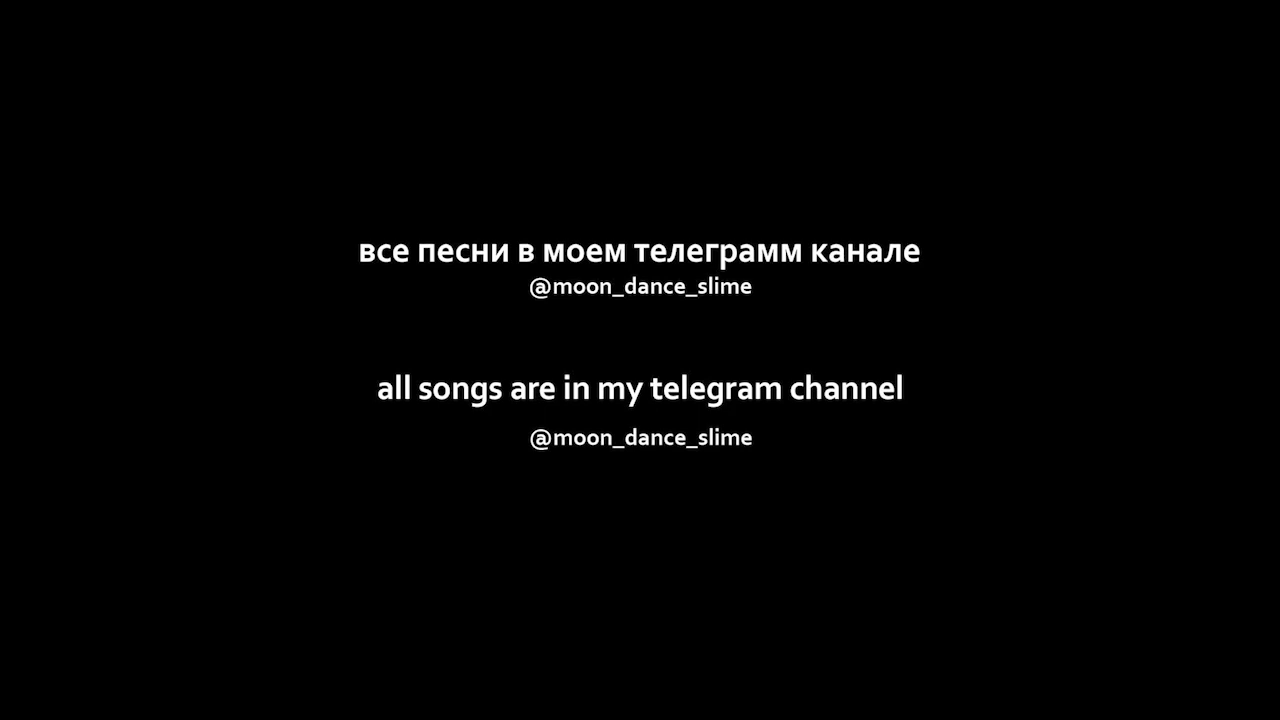 все песни в моем телеграмм канале
@moon_dance_slime
all songs are in my telegram channel
@moon_dance_slime